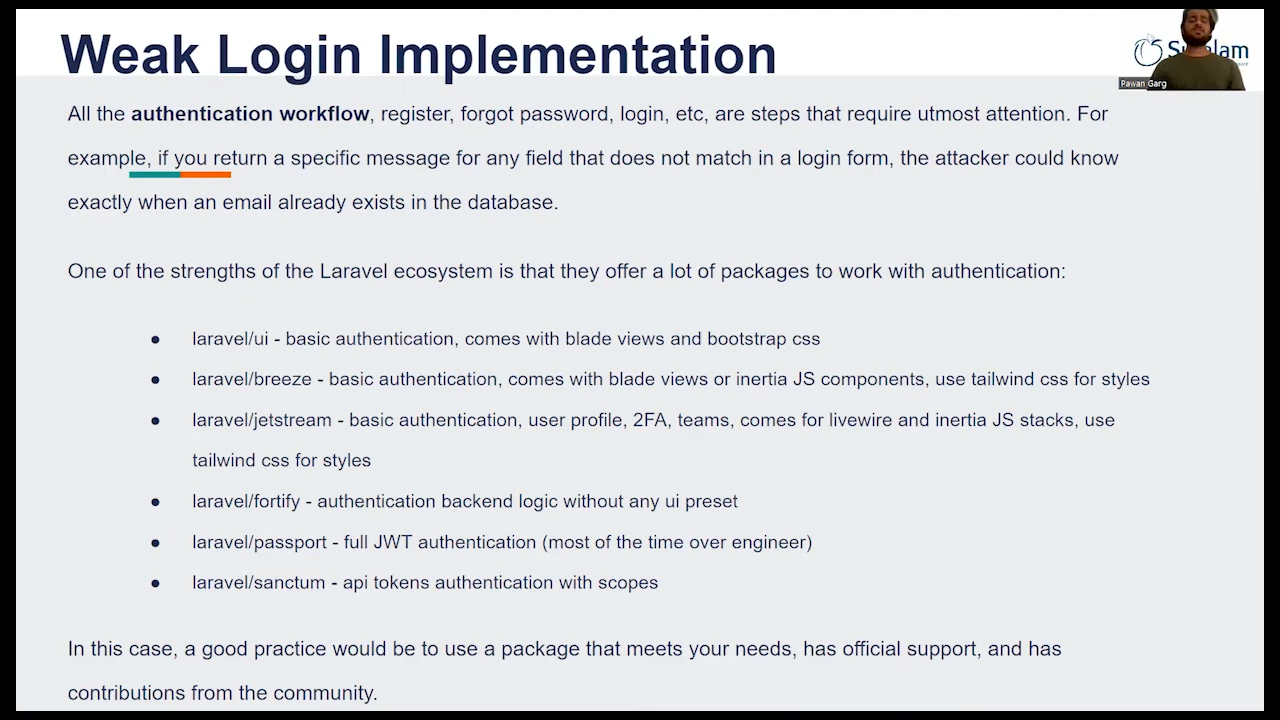 Weak Login Implementation
Pawan Garg
All the authentication workflow, register, forgot password, login, etc, are steps that require utmost attention. For
example, if you return a specific message for any field that does not match in a login form, the attacker could know
exactly when an email already exists in the database.
One of the strengths of the Laravel ecosystem is that they offer a lot of packages to work with authentication:
● laravel/ui - basic authentication, comes with blade views and bootstrap css
● laravel/breeze - basic authentication, comes with blade views or inertia JS components, use tailwind css for styles
● laravel/jetstream - basic authentication, user profile, 2FA, teams, comes for livewire and inertia JS stacks, use
tailwind css for styles
● laravel/fortify - authentication backend logic without any ui preset
● laravel/passport - full JWT authentication (most of the time over engineer)
● laravel/sanctum - api tokens authentication with scopes
In this case, a good practice would be to use a package that meets your needs, has official support, and has
contributions from the community.